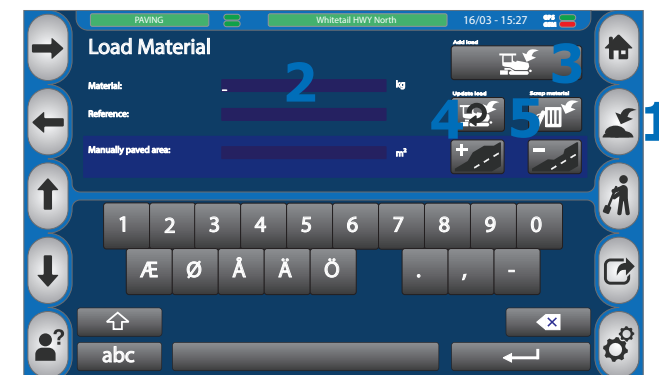 PAVING Whitetail HWY North 16/03 - 15:27 GPS
Load Material
Add load
3
Material: _ 2 kg
Update load Scrap material
Reference:
4 5
1
Manually paved area: m²
+ -
1 2 3 4 5 6 7 8 9 0
Æ Ø Å Ä Ö . , -
?
abc